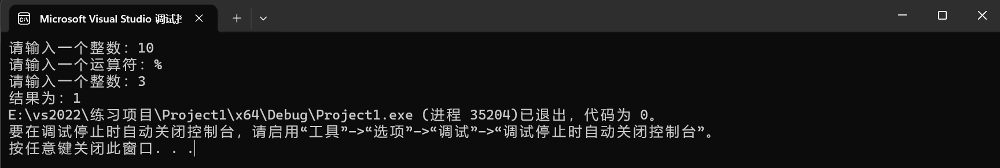 Microsoft Visual Studio 调试
请输入一个整数：10
请输入一个运算符：%
请输入一个整数：3
结果为：1
E:\vs2022\练习项目\Project1\x64\Debug\Project1.exe (进程 35204)已退出，代码为 0。
要在调试停止时自动关闭控制台，请启用“工具”->“选项”->“调试”->“调试停止时自动关闭控制台”。
按任意键关闭此窗口. . .